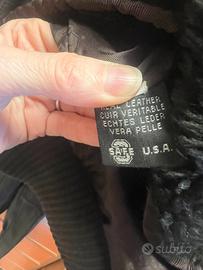 REAL LEATHER
CUIR VERITABLE
ECHTES LEDER
VERA PELLE
SAFE U.S.A.
subito